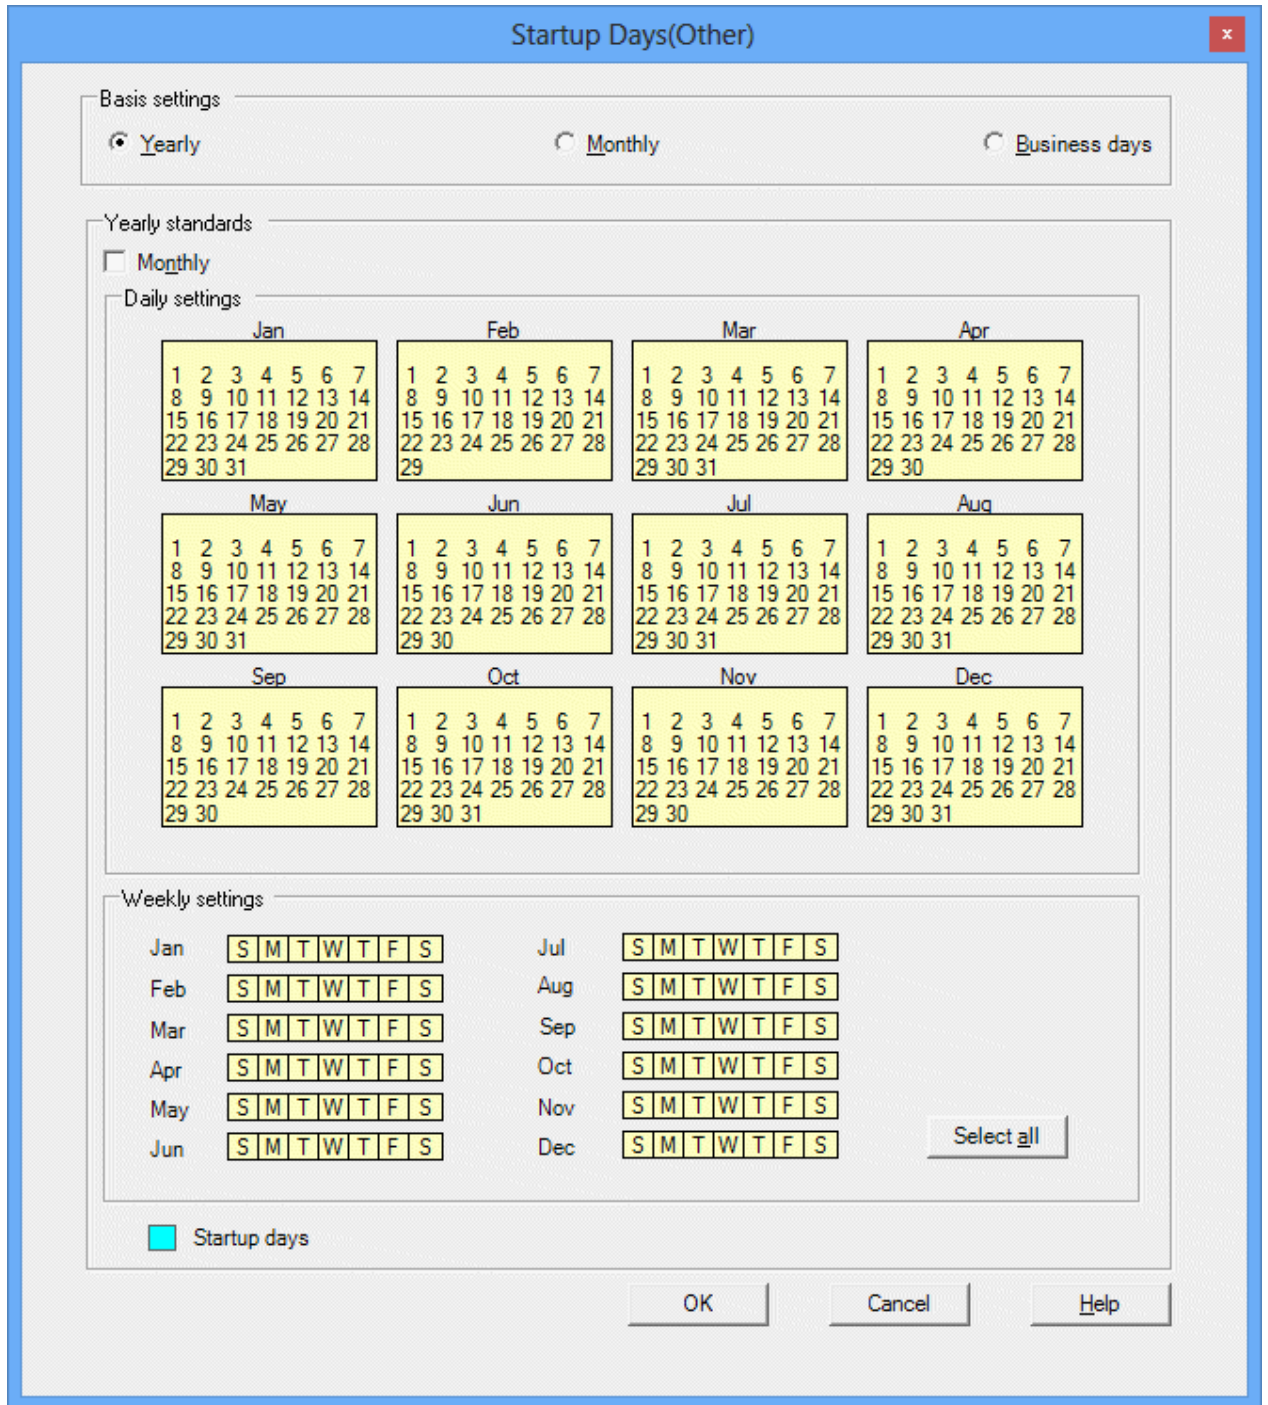 Startup Days(Other)
x
Basis settings
Yearly Monthly Business days
Yearly standards
Monthly
Daily settings
Jan Feb Mar Apr
1 2 3 4 5 6 7 1 2 3 4 5 6 7 1 2 3 4 5 6 7 1 2 3 4 5 6 7
8 9 10 11 12 13 14 8 9 10 11 12 13 14 8 9 10 11 12 13 14 8 9 10 11 12 13 14
15 16 17 18 19 20 21 15 16 17 18 19 20 21 15 16 17 18 19 20 21 15 16 17 18 19 20 21
22 23 24 25 26 27 28 22 23 24 25 26 27 28 22 23 24 25 26 27 28 22 23 24 25 26 27 28
29 30 31 29 29 30 31 29 30
May Jun Jul Aug
1 2 3 4 5 6 7 1 2 3 4 5 6 7 1 2 3 4 5 6 7 1 2 3 4 5 6 7
8 9 10 11 12 13 14 8 9 10 11 12 13 14 8 9 10 11 12 13 14 8 9 10 11 12 13 14
15 16 17 18 19 20 21 15 16 17 18 19 20 21 15 16 17 18 19 20 21 15 16 17 18 19 20 21
22 23 24 25 26 27 28 22 23 24 25 26 27 28 22 23 24 25 26 27 28 22 23 24 25 26 27 28
29 30 31 29 30 29 30 31 29 30 31
Sep Oct Nov Dec
1 2 3 4 5 6 7 1 2 3 4 5 6 7 1 2 3 4 5 6 7 1 2 3 4 5 6 7
8 9 10 11 12 13 14 8 9 10 11 12 13 14 8 9 10 11 12 13 14 8 9 10 11 12 13 14
15 16 17 18 19 20 21 15 16 17 18 19 20 21 15 16 17 18 19 20 21 15 16 17 18 19 20 21
22 23 24 25 26 27 28 22 23 24 25 26 27 28 22 23 24 25 26 27 28 22 23 24 25 26 27 28
29 30 29 30 31 29 30 29 30 31
Weekly settings
Jan S M T W T F S Jul S M T W T F S
Feb S M T W T F S Aug S M T W T F S
Mar S M T W T F S Sep S M T W T F S
Apr S M T W T F S Oct S M T W T F S
May S M T W T F S Nov S M T W T F S
Jun S M T W T F S Dec S M T W T F S
Select all
Startup days
OK Cancel Help